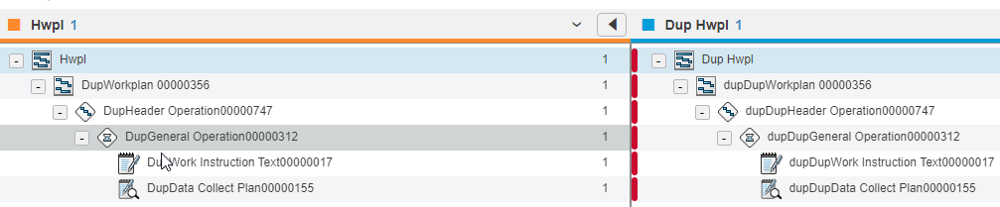 Hwpl 1
Dup Hwpl 1
Hwpl 1
Dup Hwpl
DupWorkplan 00000356 1
dupDupWorkplan 00000356
DupHeader Operation00000747 1
dupDupHeader Operation00000747
DupGeneral Operation00000312 1
dupDupGeneral Operation00000312
Work Instruction Text00000017 1
dupDupWork Instruction Text00000017
DupData Collect Plan00000155 1
dupDupData Collect Plan00000155